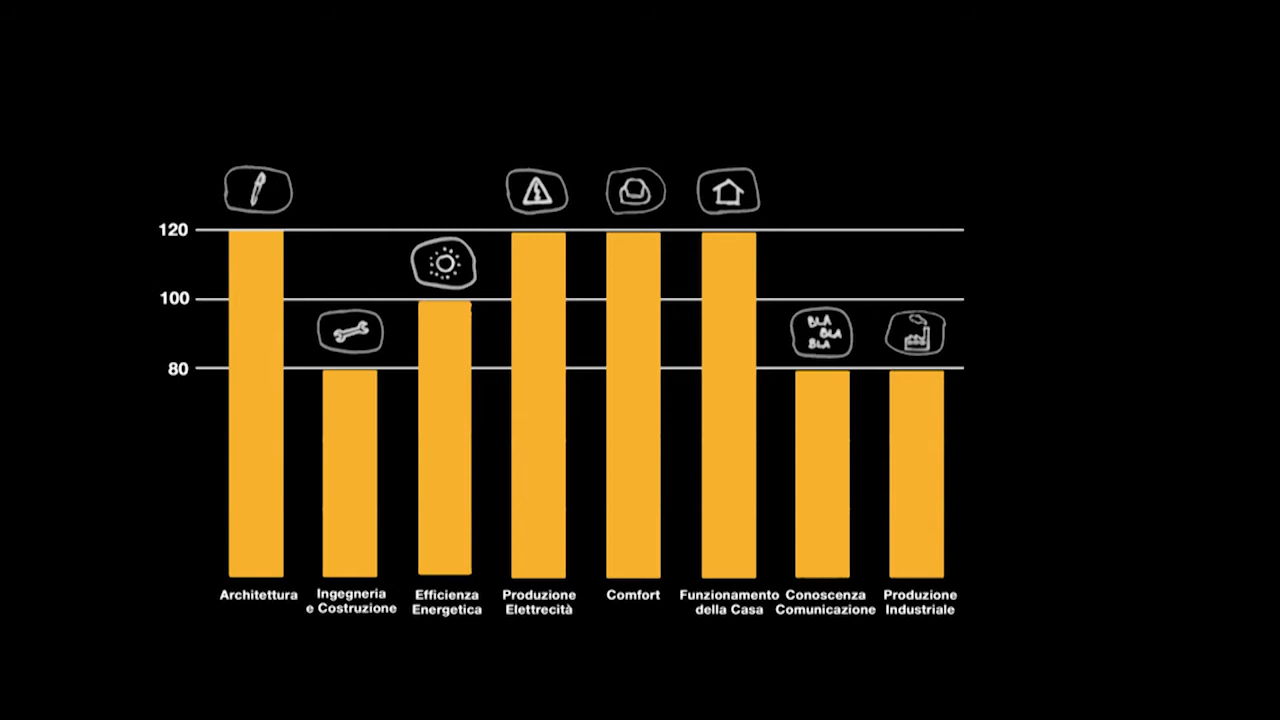 120
100
80
BLA
BLA
BLA
Architettura
Ingegneria
e Costruzione
Efficienza
Energetica
Produzione
Elettrecità
Comfort
Funzionamento
della Casa
Conoscenza
Comunicazione
Produzione
Industriale